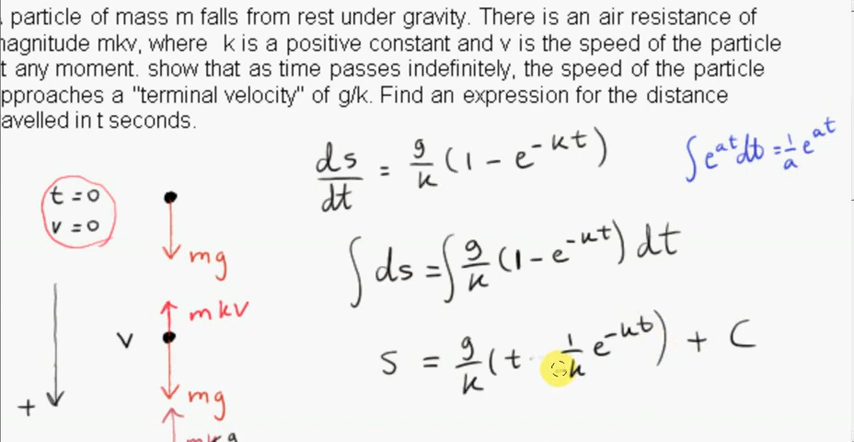 particle of mass m falls from rest under gravity. There is an air resistance of
agnitude mkv, where k is a positive constant and v is the speed of the particle
t any moment. show that as time passes indefinitely, the speed of the particle
pproaches a "terminal velocity" of g/k. Find an expression for the distance
avelled in t seconds.
ds/dt = g/k (1 - e^-kt)
∫e^at dt = 1/a e^at
t = 0
v = 0
mg
∫ds = ∫ g/k (1 - e^-kt) dt
mkv
v
s = g/k (t 1/k e^-kt) + C
+
mg